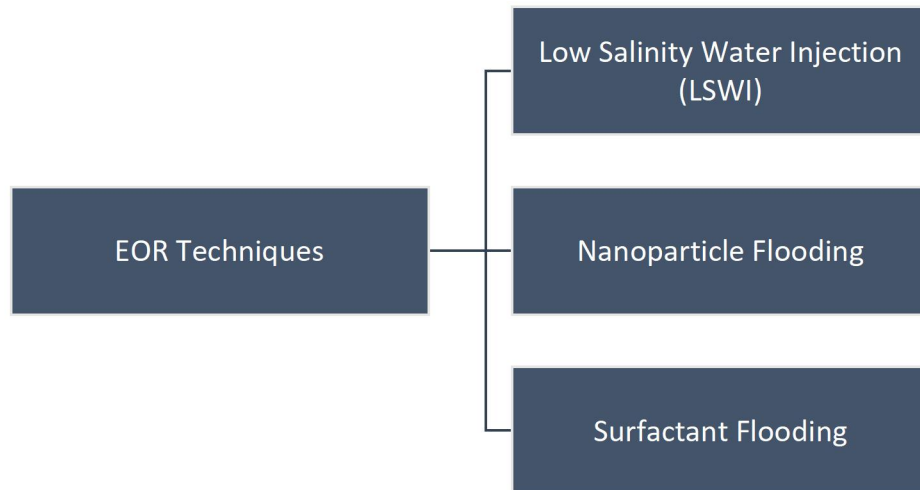 Low Salinity Water Injection
(LSWI)
EOR Techniques
Nanoparticle Flooding
Surfactant Flooding